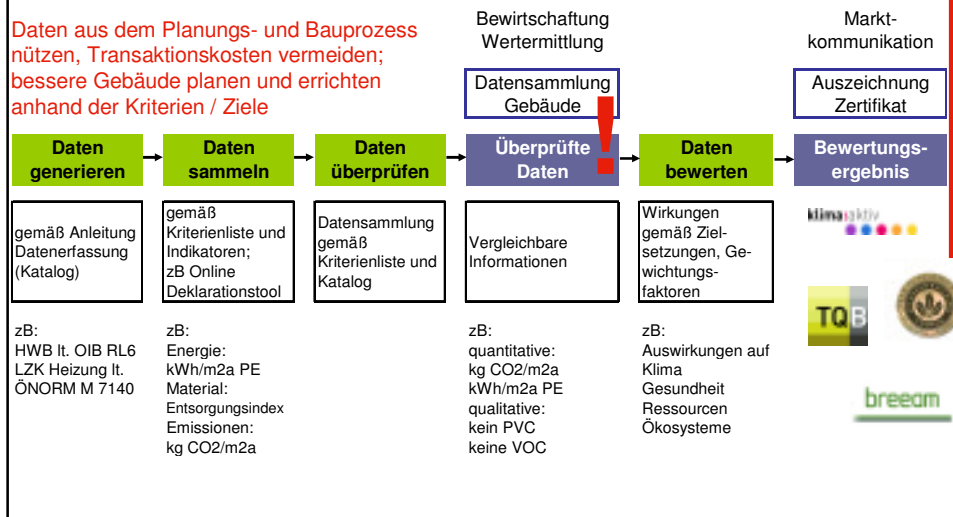 Daten aus dem Planungs- und Bauprozess
nützen, Transaktionskosten vermeiden;
bessere Gebäude planen und errichten
anhand der Kriterien / Ziele
Bewirtschaftung
Wertermittlung
Markt-
kommunikation
Datensammlung
Gebäude
!
Auszeichnung
Zertifikat
Daten
generieren
Daten
sammeln
Daten
überprüfen
Überprüfte
Daten
Daten
bewerten
Bewertungs-
ergebnis
gemäß Anleitung
Datenerfassung
(Katalog)
gemäß
Kriterienliste und
Indikatoren;
zB Online
Deklarationstool
Datensammlung
gemäß
Kriterienliste und
Katalog
Vergleichbare
Informationen
Wirkungen
gemäß Ziel-
setzungen, Ge-
wichtungs-
faktoren
klima:aktiv
TQB
breeam
zB:
HWB lt. OIB RL6
LZK Heizung lt.
ÖNORM M 7140
zB:
Energie:
kWh/m2a PE
Material:
Entsorgungsindex
Emissionen:
kg CO2/m2a
zB:
quantitative:
kg CO2/m2a
kWh/m2a PE
qualitative:
kein PVC
keine VOC
zB:
Auswirkungen auf
Klima
Gesundheit
Ressourcen
Ökosysteme